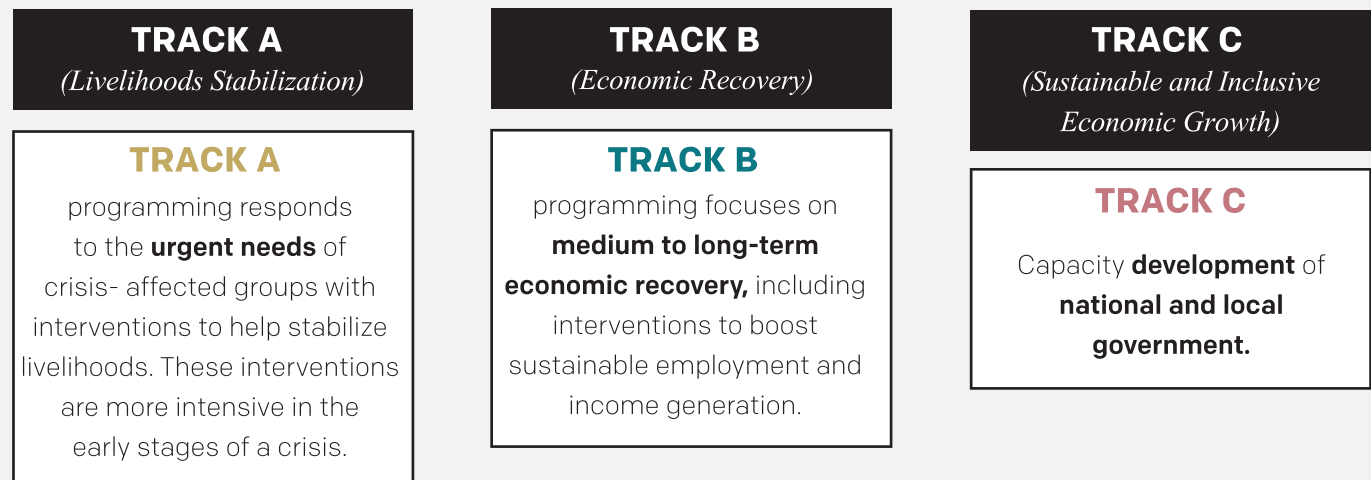 TRACK A
(Livelihoods Stabilization)
TRACK A
programming responds
to the urgent needs of
crisis- affected groups with
interventions to help stabilize
livelihoods. These interventions
are more intensive in the
early stages of a crisis.
TRACK B
(Economic Recovery)
TRACK B
programming focuses on
medium to long-term
economic recovery, including
interventions to boost
sustainable employment and
income generation.
TRACK C
(Sustainable and Inclusive
Economic Growth)
TRACK C
Capacity development of
national and local
government.